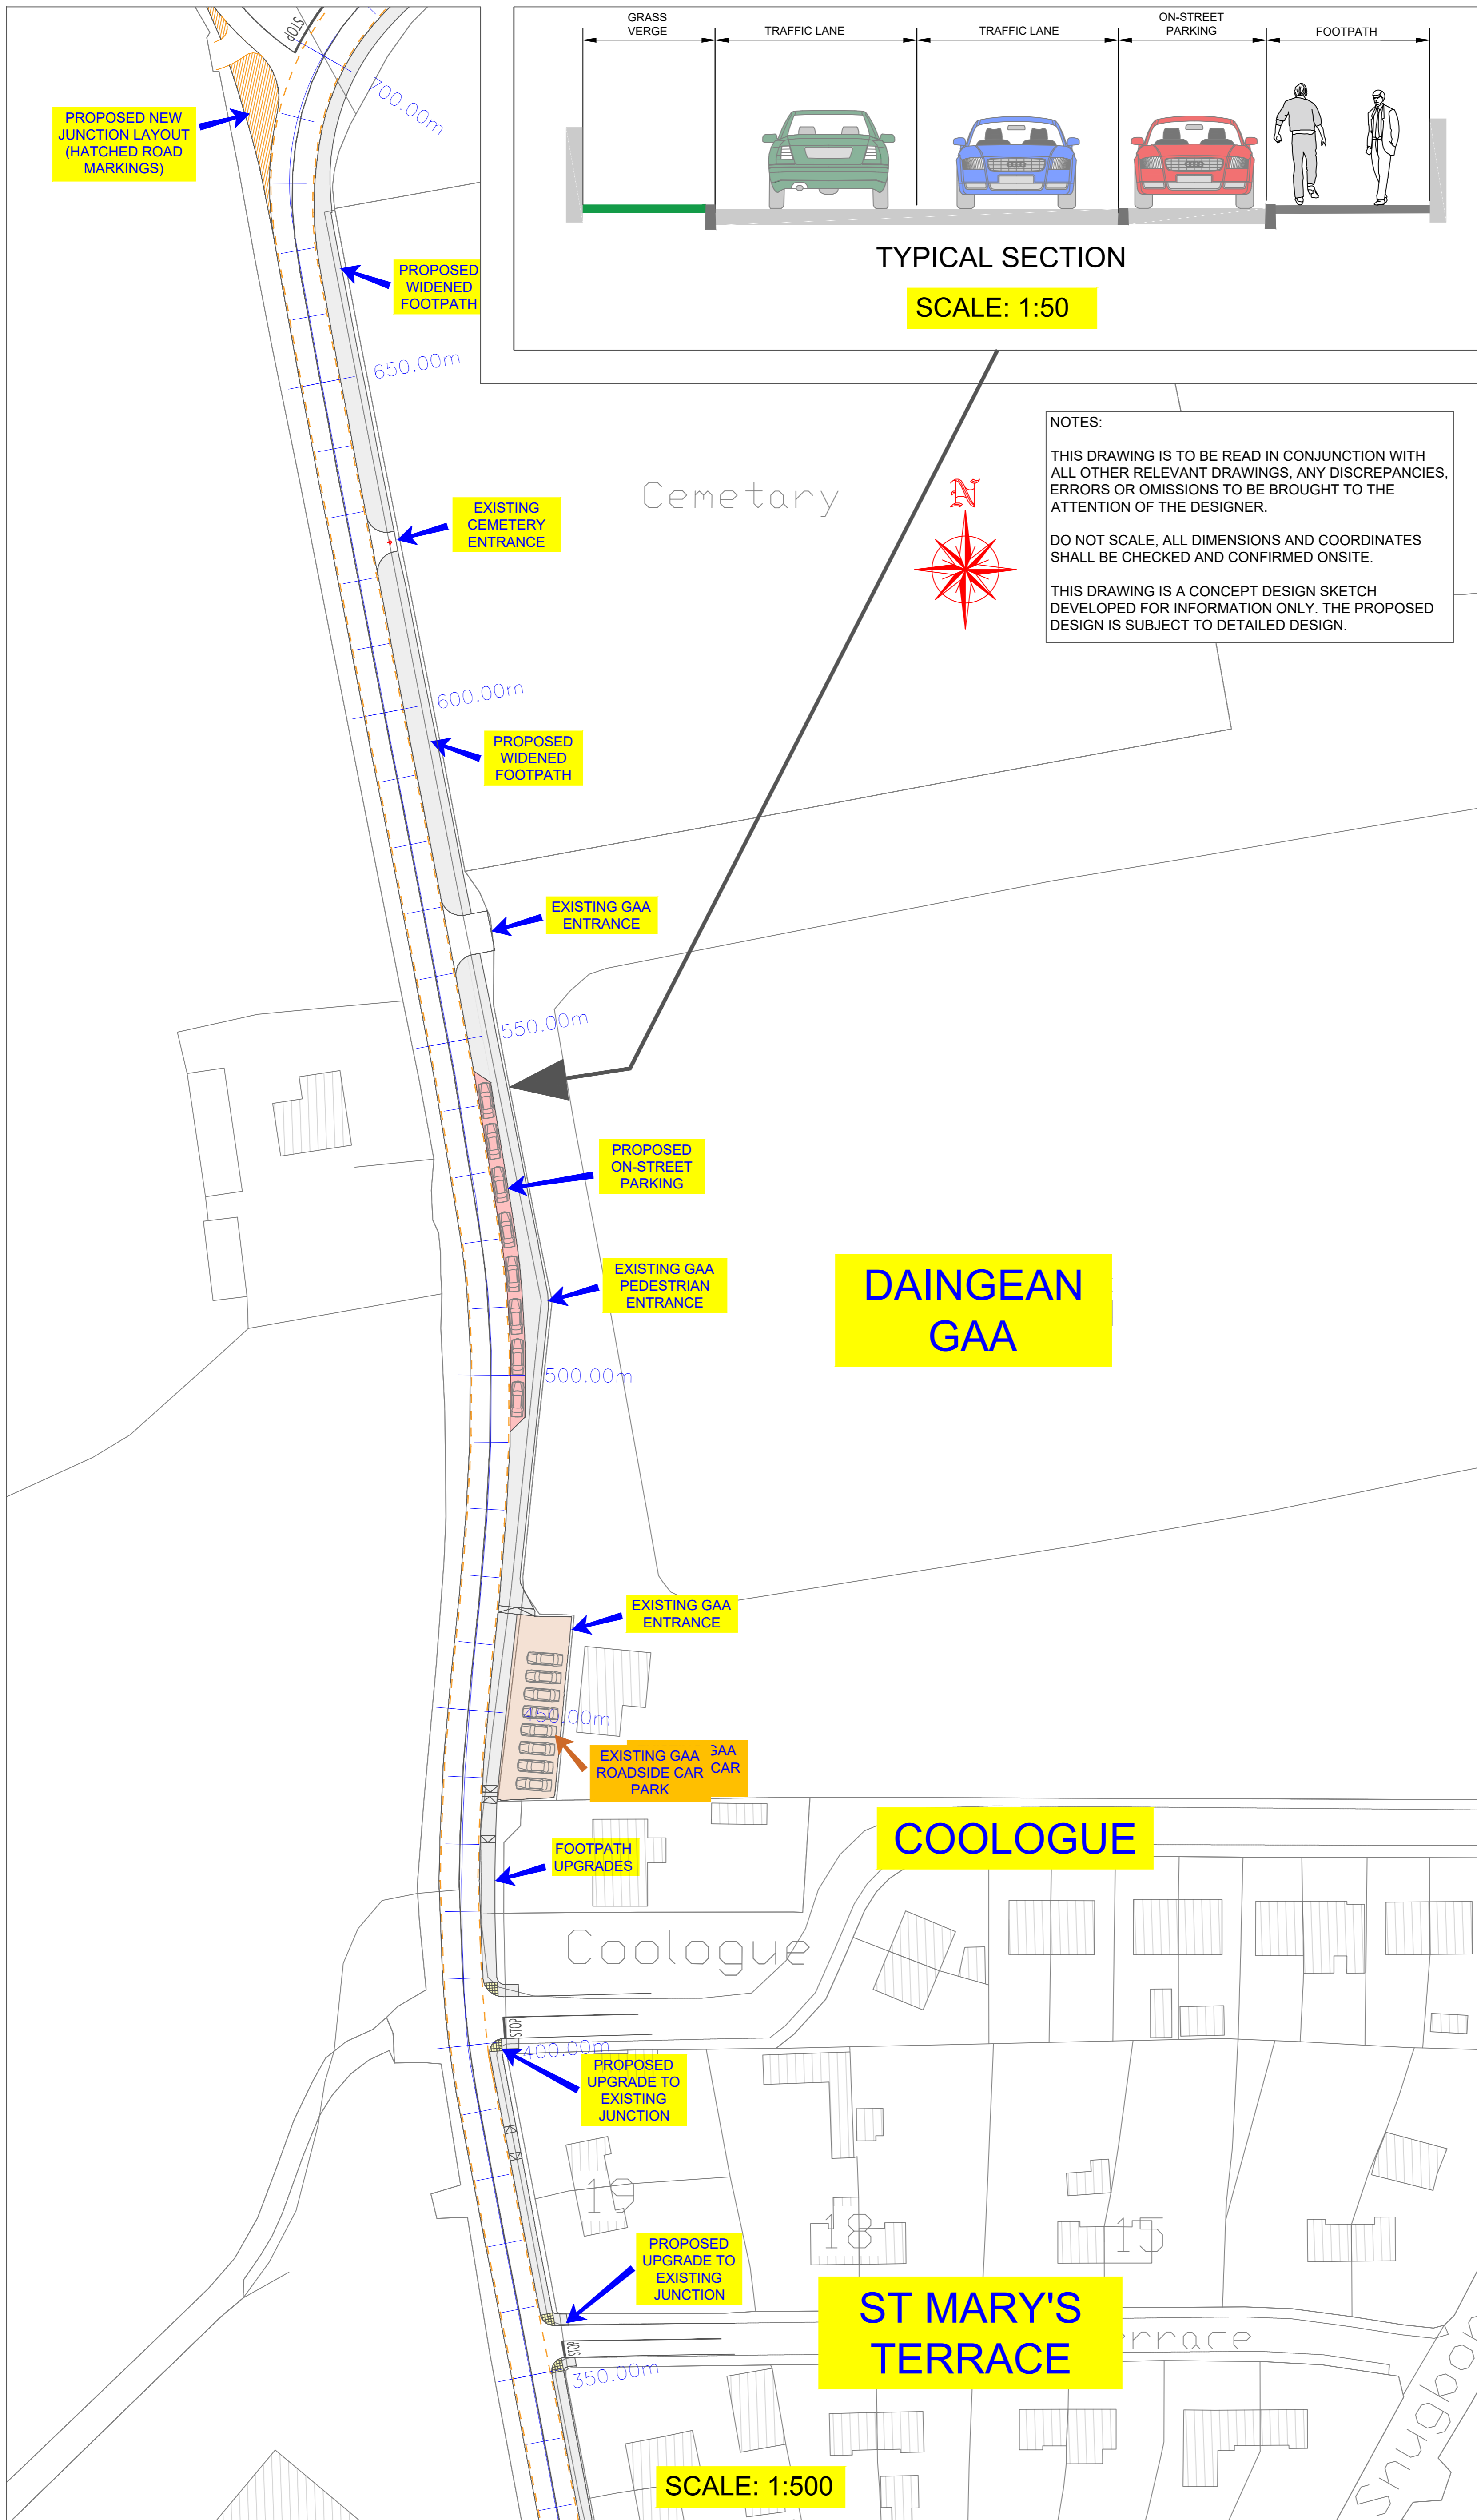 GRASS
VERGE
TRAFFIC LANE
TRAFFIC LANE
ON-STREET
PARKING
FOOTPATH
TYPICAL SECTION
SCALE: 1:50
STOP
700.00m
PROPOSED NEW
JUNCTION LAYOUT
(HATCHED ROAD
MARKINGS)
PROPOSED
WIDENED
FOOTPATH
650.00m
NOTES:
THIS DRAWING IS TO BE READ IN CONJUNCTION WITH
ALL OTHER RELEVANT DRAWINGS, ANY DISCREPANCIES,
ERRORS OR OMISSIONS TO BE BROUGHT TO THE
ATTENTION OF THE DESIGNER.
DO NOT SCALE, ALL DIMENSIONS AND COORDINATES
SHALL BE CHECKED AND CONFIRMED ONSITE.
THIS DRAWING IS A CONCEPT DESIGN SKETCH
DEVELOPED FOR INFORMATION ONLY. THE PROPOSED
DESIGN IS SUBJECT TO DETAILED DESIGN.
Cemetary
N
EXISTING
CEMETERY
ENTRANCE
600.00m
PROPOSED
WIDENED
FOOTPATH
EXISTING GAA
ENTRANCE
550.00m
PROPOSED
ON-STREET
PARKING
EXISTING GAA
PEDESTRIAN
ENTRANCE
DAINGEAN
GAA
500.00m
EXISTING GAA
ENTRANCE
450.00m
EXISTING GAA
ROADSIDE CAR
PARK
GAA
CAR
COOLOGUE
FOOTPATH
UPGRADES
Coologue
STOP
400.00m
PROPOSED
UPGRADE TO
EXISTING
JUNCTION
19
18
15
PROPOSED
UPGRADE TO
EXISTING
JUNCTION
ST MARY'S
TERRACE
rrace
STOP
350.00m
SCALE: 1:500